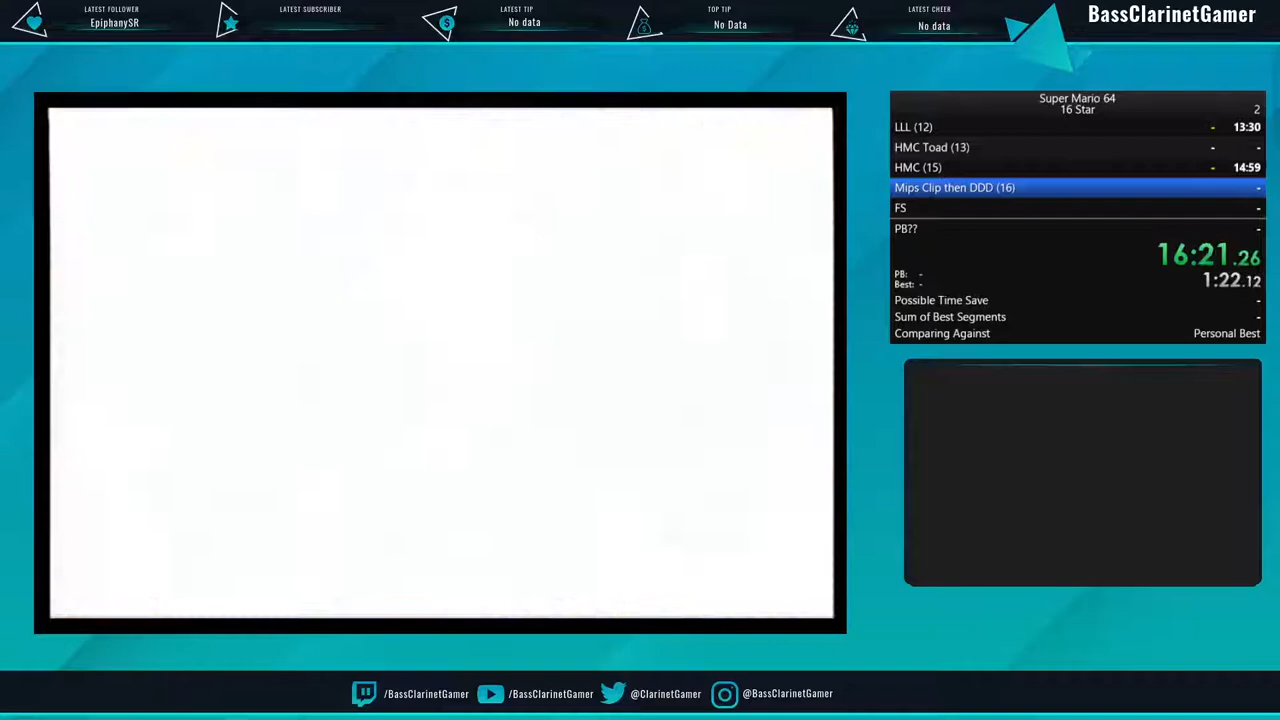 LATEST FOLLOWER
EpiphanySR
LATEST SUBSCRIBER
LATEST TIP
No data
TOP TIP
No Data
LATEST CHEER
No data
BassClarinetGamer
Super Mario 64
16 Star
2
LLL (12) - 13:30
HMC Toad (13) - -
HMC (15) - 14:59
Mips Clip then DDD (16) -
FS -
PB?? -
16:21.26
PB: -
Best: -
1:22.12
Possible Time Save -
Sum of Best Segments -
Comparing Against Personal Best
/BassClarinetGamer
/BassClarinetGamer
@ClarinetGamer
@BassClarinetGamer